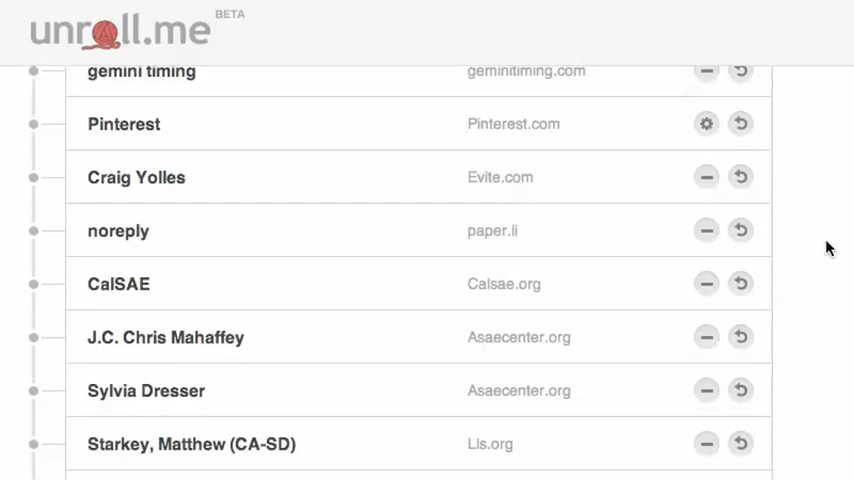 unroll.me BETA
gemini timing geminitiming.com
Pinterest Pinterest.com
Craig Yolles Evite.com
noreply paper.li
CalSAE Calsae.org
J.C. Chris Mahaffey Asaecenter.org
Sylvia Dresser Asaecenter.org
Starkey, Matthew (CA-SD) Lls.org